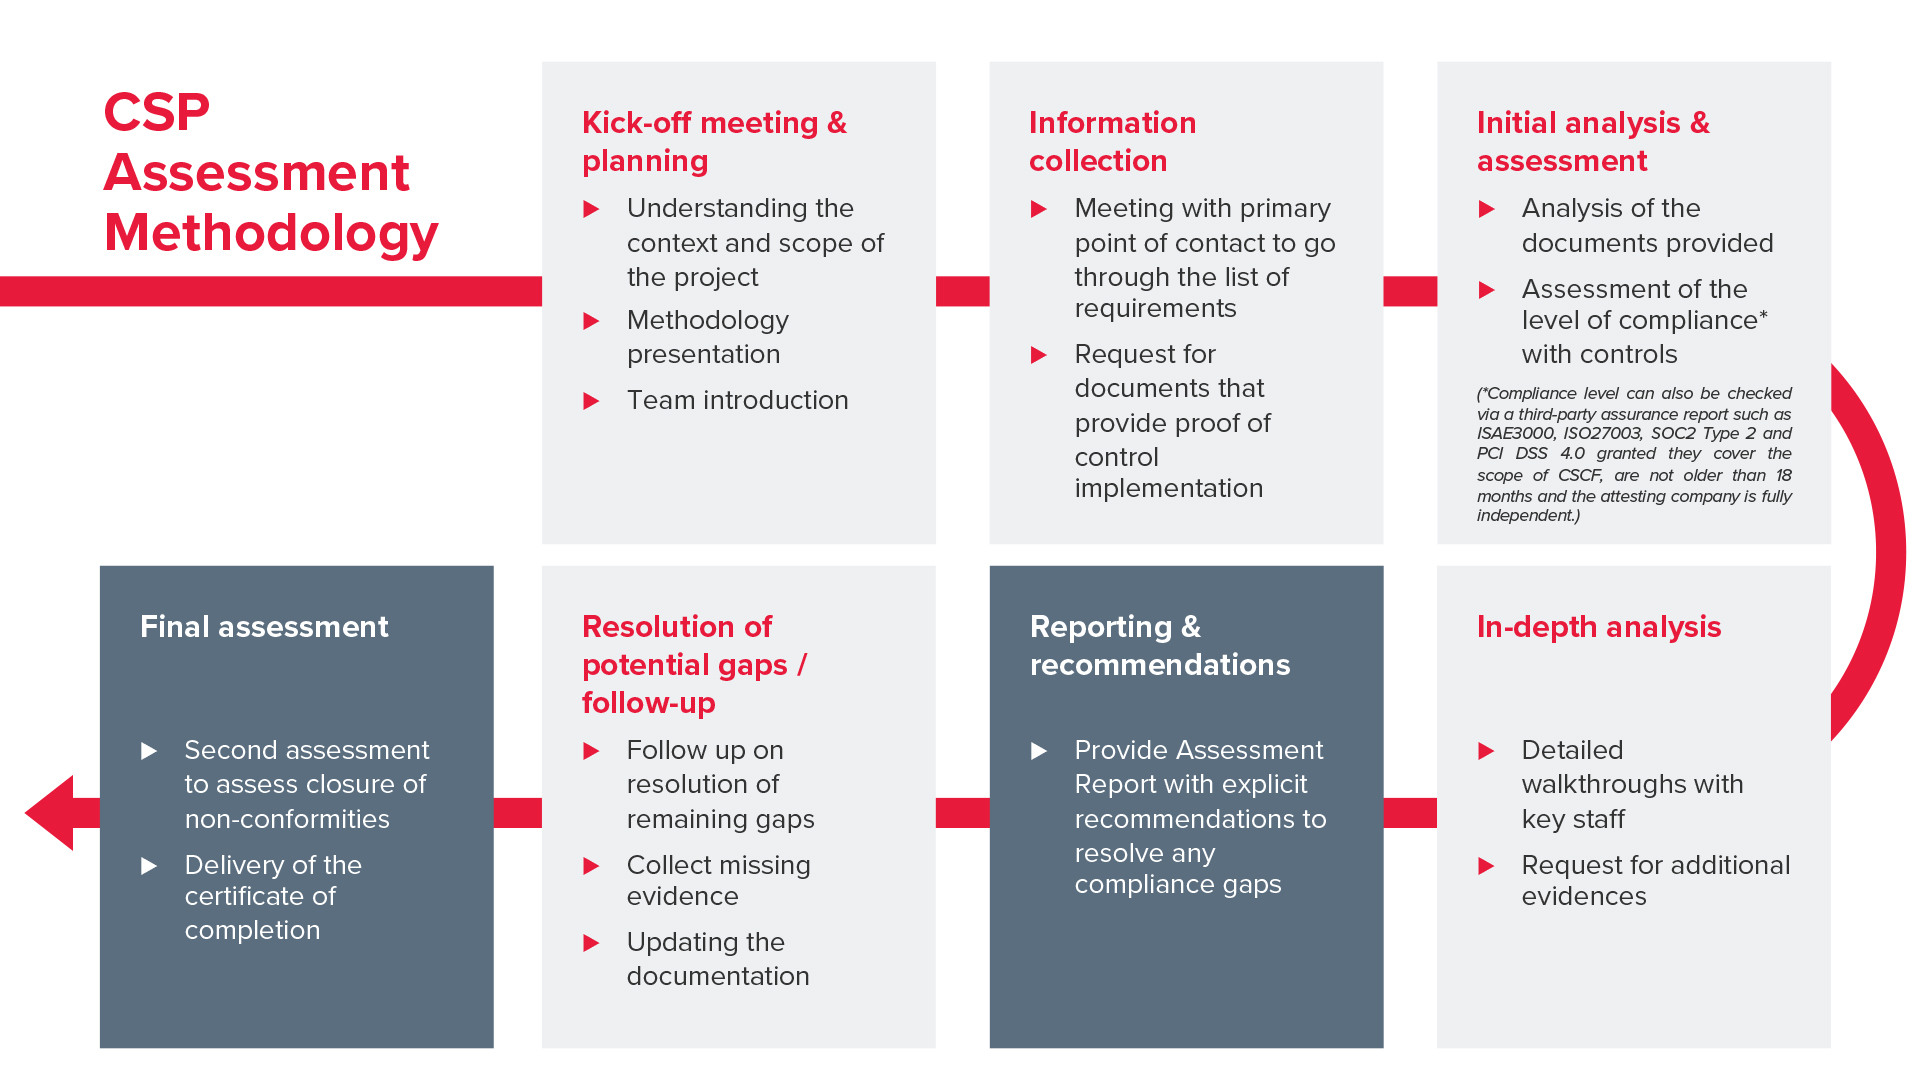 CSP
Assessment
Methodology
Kick-off meeting &
planning
Understanding the
context and scope of
the project
Methodology
presentation
Team introduction
Information
collection
Meeting with primary
point of contact to go
through the list of
requirements
Request for
documents that
provide proof of
control
implementation
Initial analysis &
assessment
Analysis of the
documents provided
Assessment of the
level of compliance*
with controls
(*Compliance level can also be checked
via a third-party assurance report such as
ISAE3000, ISO27003, SOC2 Type 2 and
PCI DSS 4.0 granted they cover the
scope of CSCF, are not older than 18
months and the attesting company is fully
independent.)
In-depth analysis
Detailed
walkthroughs with
key staff
Request for additional
evidences
Reporting &
recommendations
Provide Assessment
Report with explicit
recommendations to
resolve any
compliance gaps
Resolution of
potential gaps /
follow-up
Follow up on
resolution of
remaining gaps
Collect missing
evidence
Updating the
documentation
Final assessment
Second assessment
to assess closure of
non-conformities
Delivery of the
certificate of
completion